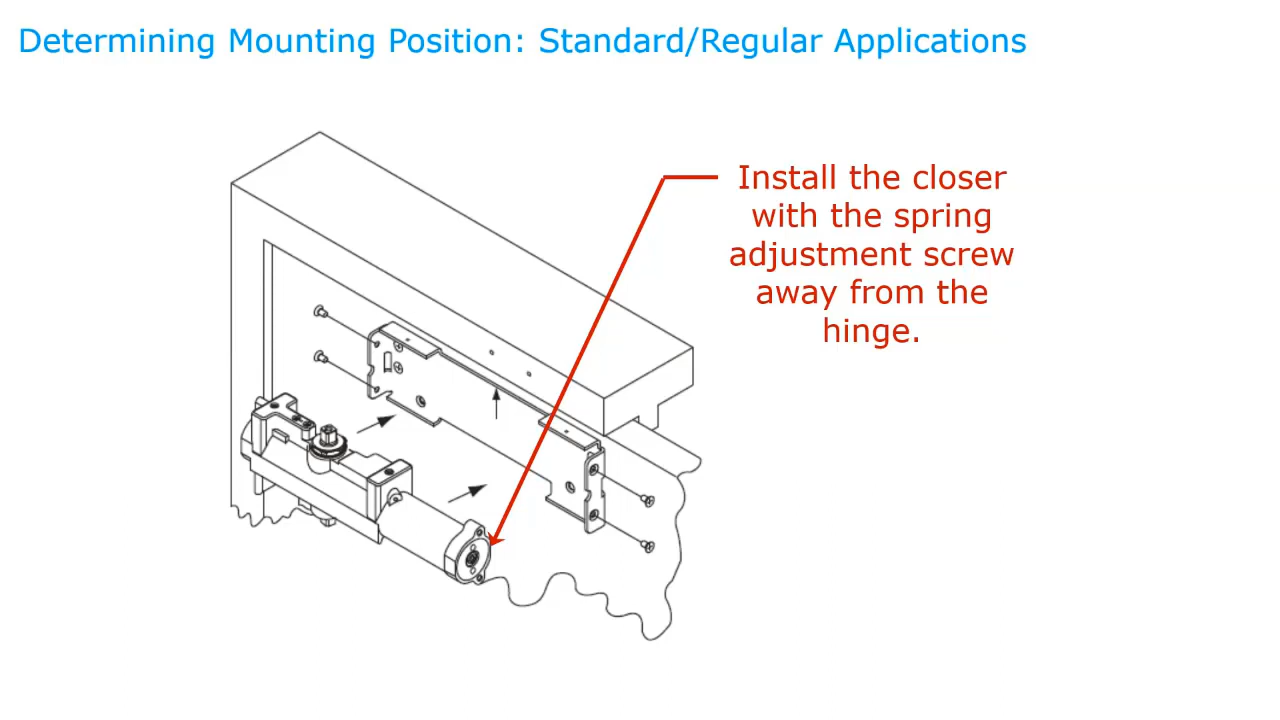 Determining Mounting Position: Standard/Regular Applications
Install the closer
with the spring
adjustment screw
away from the
hinge.